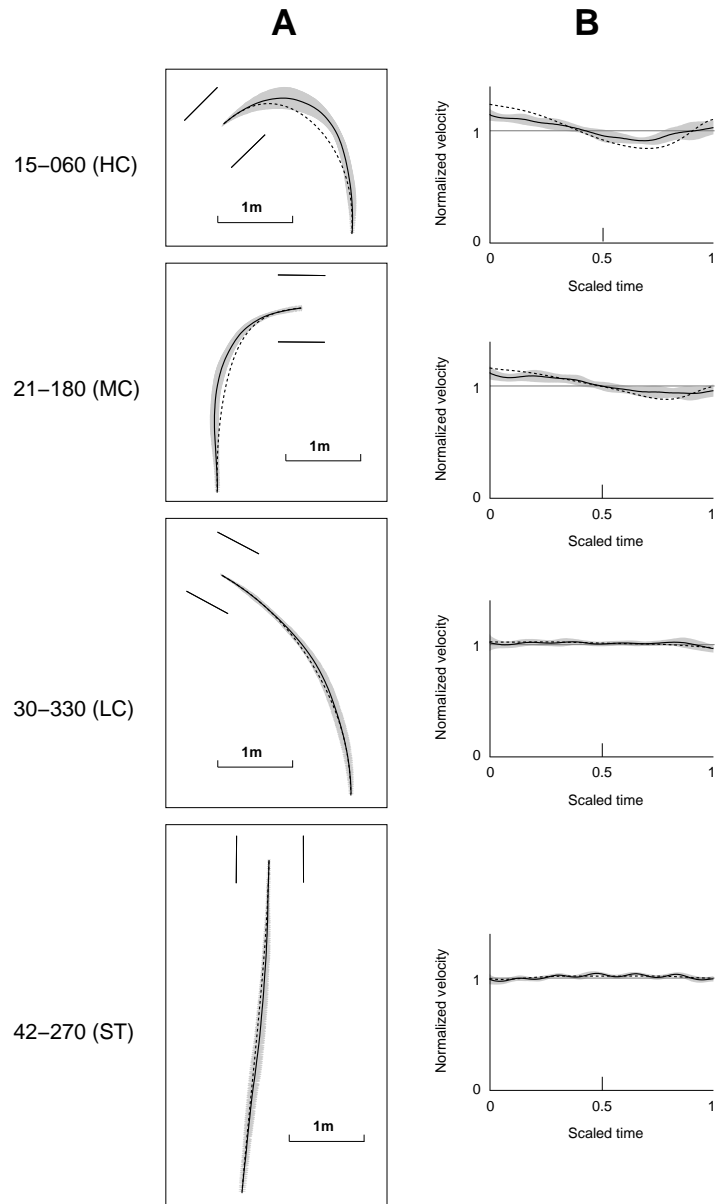 A
B
15−060 (HC)
1m
Normalized velocity
1
0
0
0.5
1
Scaled time
21−180 (MC)
1m
Normalized velocity
1
0
0
0.5
1
Scaled time
30−330 (LC)
1m
Normalized velocity
1
0
0
0.5
1
Scaled time
42−270 (ST)
1m
Normalized velocity
1
0
0
0.5
1
Scaled time